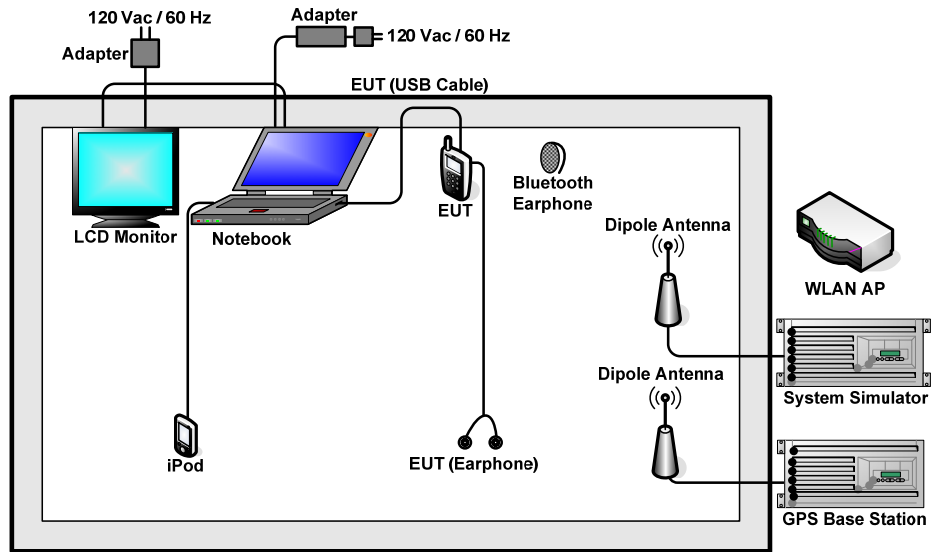 120 Vac / 60 Hz
Adapter
Adapter
120 Vac / 60 Hz
EUT (USB Cable)
LCD Monitor
Notebook
EUT
Bluetooth
Earphone
Dipole Antenna
WLAN AP
System Simulator
Dipole Antenna
iPod
EUT (Earphone)
GPS Base Station